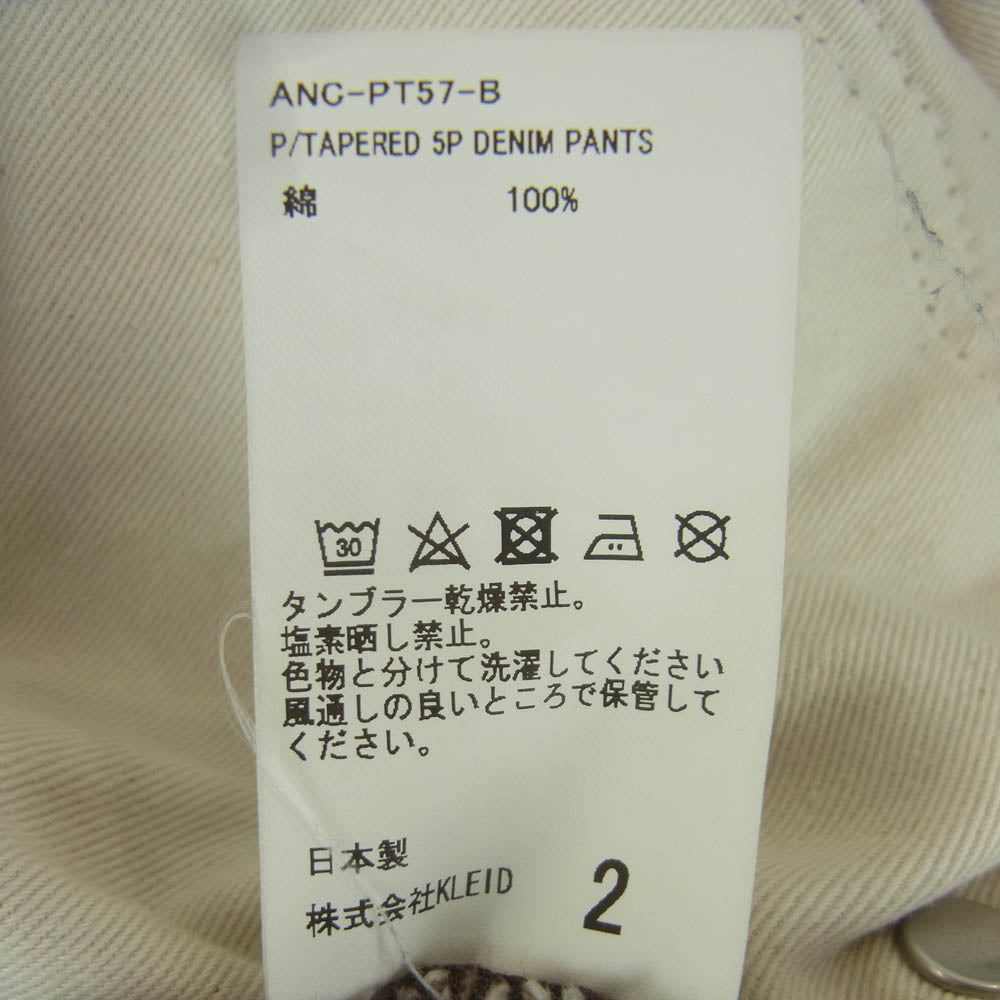 ANC-PT57-B
P/TAPERED 5P DENIM PANTS
綿 100%
30
タンブラー乾燥禁止。
塩素晒し禁止。
色物と分けて洗濯してください
風通しの良いところで保管して
ください。
日本製
株式会社KLEID
2